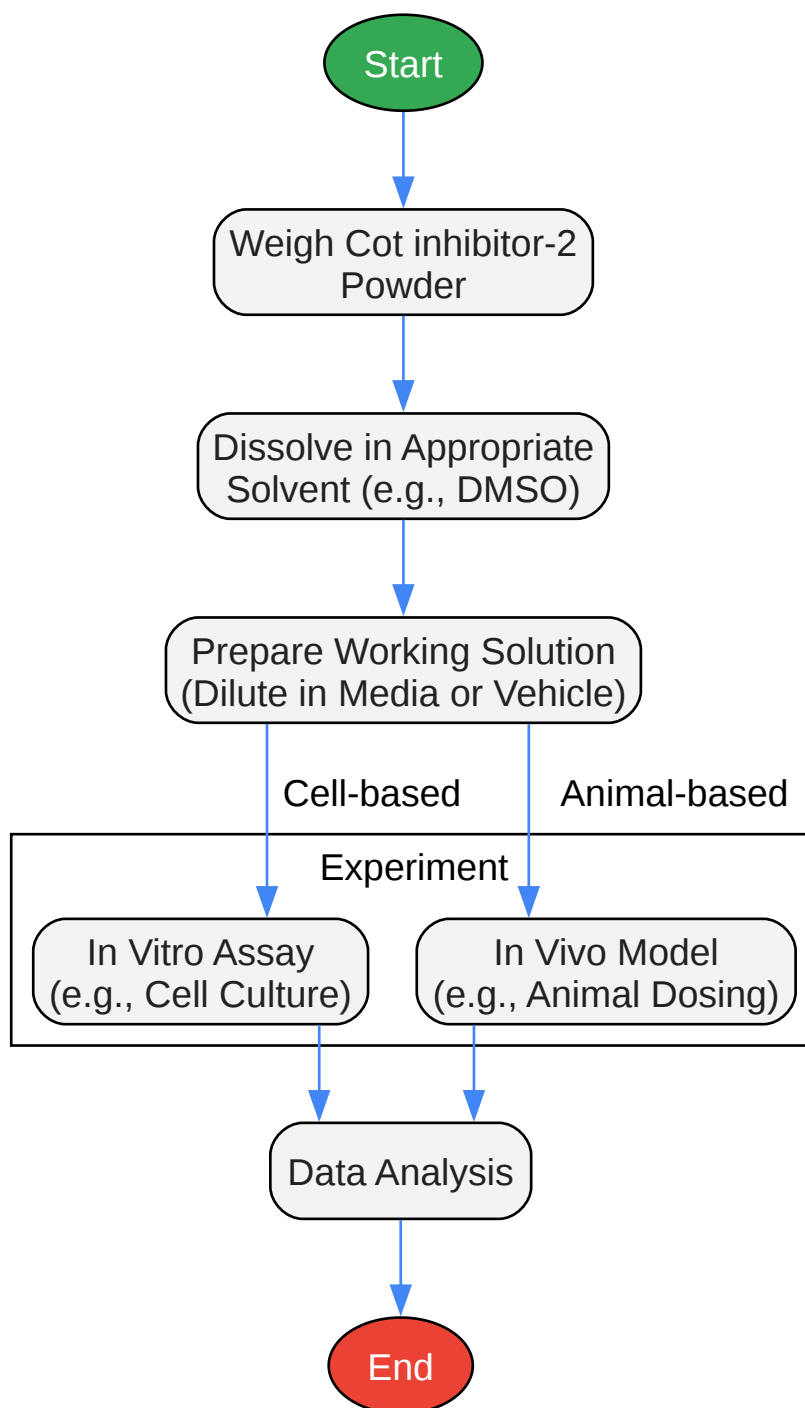 Start
Weigh Cot inhibitor-2
Powder
Dissolve in Appropriate
Solvent (e.g., DMSO)
Prepare Working Solution
(Dilute in Media or Vehicle)
Cell-based
Animal-based
Experiment
In Vitro Assay
(e.g., Cell Culture)
In Vivo Model
(e.g., Animal Dosing)
Data Analysis
End